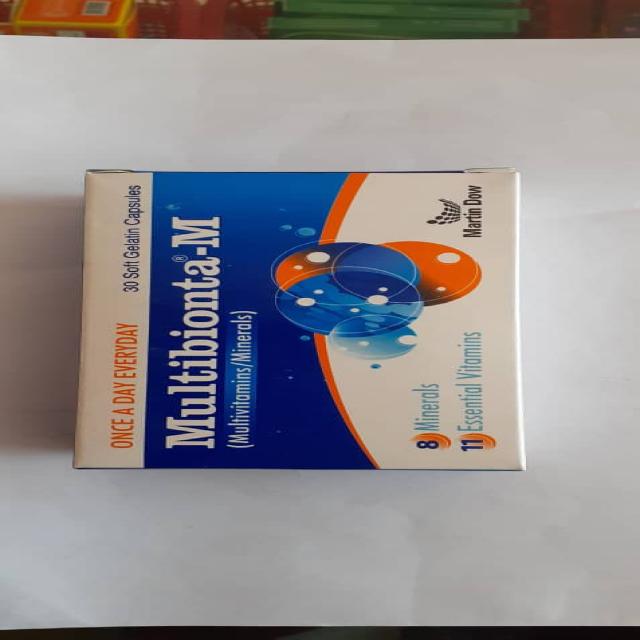 ONCE A DAY EVERYDAY
30 Soft Gelatin Capsules
Multibionta®-M
(Multivitamins/Minerals)
Martin Dow
8 Minerals
11 Essential Vitamins